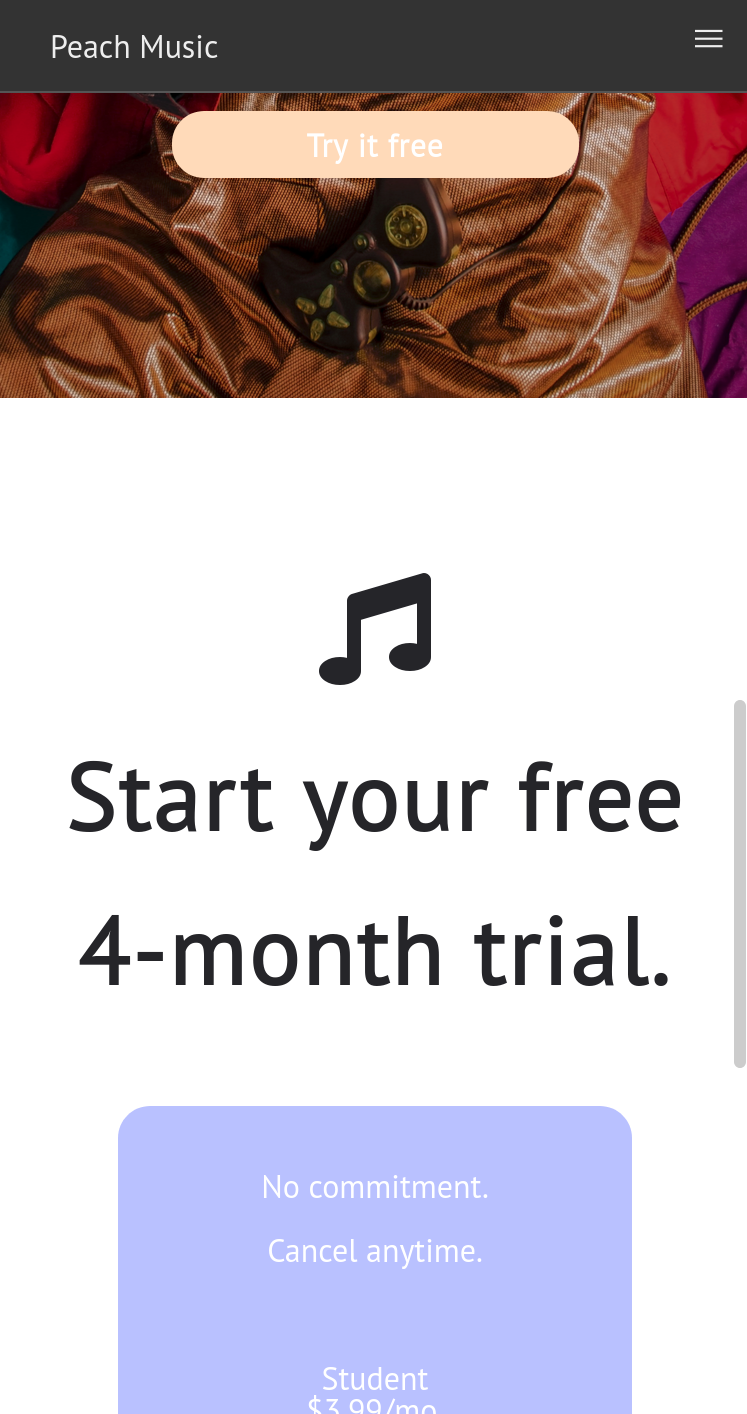 Peach Music
Try it free
Start your free
4-month trial.
No commitment.
Cancel anytime.
Student
$3.99/mo